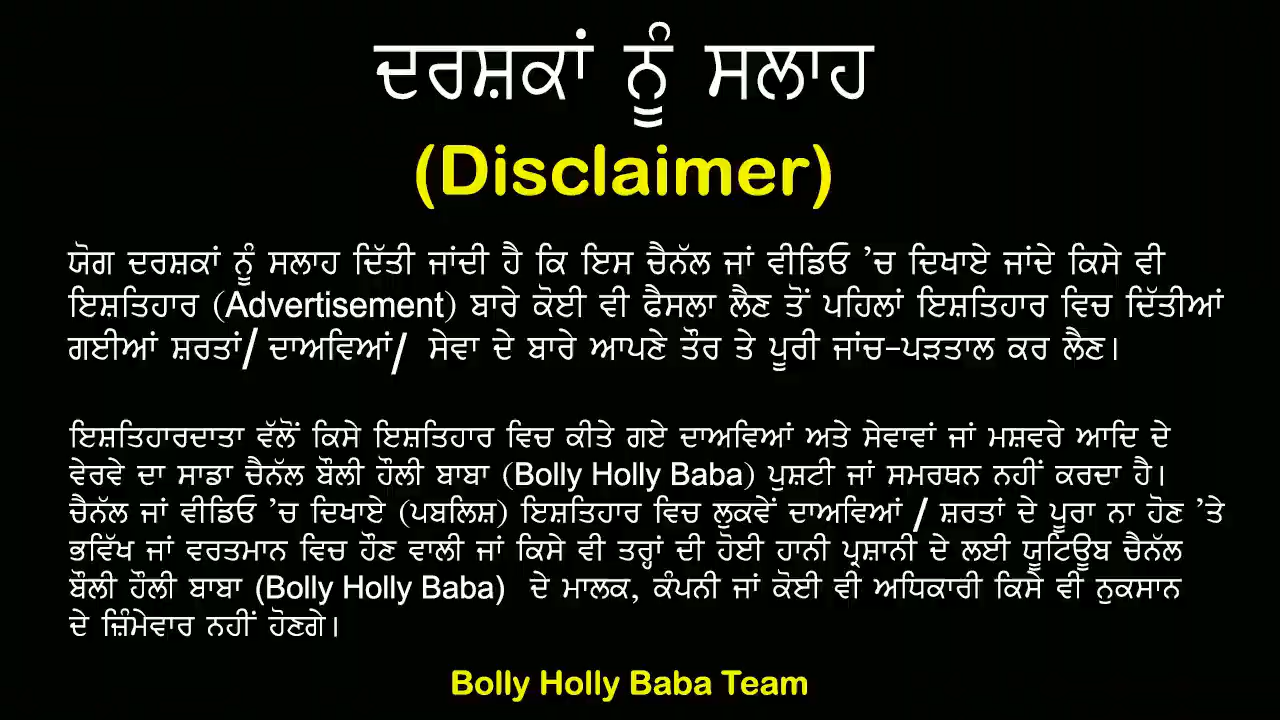 ਦਰਸ਼ਕਾਂ ਨੂੰ ਸਲਾਹ
(Disclaimer)
ਯੋਗ ਦਰਸ਼ਕਾਂ ਨੂੰ ਸਲਾਹ ਦਿੱਤੀ ਜਾਂਦੀ ਹੈ ਕਿ ਇਸ ਚੈਨੱਲ ਜਾਂ ਵੀਡਿਓ ’ਚ ਦਿਖਾਏ ਜਾਂਦੇ ਕਿਸੇ ਵੀ
ਇਸ਼ਤਿਹਾਰ (Advertisement) ਬਾਰੇ ਕੋਈ ਵੀ ਫੈਸਲਾ ਲੈਣ ਤੋਂ ਪਹਿਲਾਂ ਇਸ਼ਤਿਹਾਰ ਵਿਚ ਦਿੱਤੀਆਂ
ਗਈਆਂ ਸ਼ਰਤਾਂ/ ਦਾਅਵਿਆਂ/ ਸੇਵਾ ਦੇ ਬਾਰੇ ਆਪਣੇ ਤੌਰ ਤੇ ਪੂਰੀ ਜਾਂਚ-ਪੜਤਾਲ ਕਰ ਲੈਣ।
ਇਸ਼ਤਿਹਾਰਦਾਤਾ ਵੱਲੋਂ ਕਿਸੇ ਇਸ਼ਤਿਹਾਰ ਵਿਚ ਕੀਤੇ ਗਏ ਦਾਅਵਿਆਂ ਅਤੇ ਸੇਵਾਵਾਂ ਜਾਂ ਮਸ਼ਵਰੇ ਆਦਿ ਦੇ
ਵੇਰਵੇ ਦਾ ਸਾਡਾ ਚੈਨੱਲ ਬੌਲੀ ਹੌਲੀ ਬਾਬਾ (Bolly Holly Baba) ਪੁਸ਼ਟੀ ਜਾਂ ਸਮਰਥਨ ਨਹੀਂ ਕਰਦਾ ਹੈ।
ਚੈਨੱਲ ਜਾਂ ਵੀਡਿਓ ’ਚ ਦਿਖਾਏ (ਪਬਲਿਸ਼) ਇਸ਼ਤਿਹਾਰ ਵਿਚ ਲੁਕਵੇਂ ਦਾਅਵਿਆਂ / ਸ਼ਰਤਾਂ ਦੇ ਪੂਰਾ ਨਾ ਹੋਣ ’ਤੇ
ਭਵਿੱਖ ਜਾਂ ਵਰਤਮਾਨ ਵਿਚ ਹੌਣ ਵਾਲੀ ਜਾਂ ਕਿਸੇ ਵੀ ਤਰ੍ਹਾਂ ਦੀ ਹੋਈ ਹਾਨੀ ਪ੍ਰਸ਼ਾਨੀ ਦੇ ਲਈ ਯੂਟਿਊਬ ਚੈਨੱਲ
ਬੌਲੀ ਹੌਲੀ ਬਾਬਾ (Bolly Holly Baba) ਦੇ ਮਾਲਕ, ਕੰਪਨੀ ਜਾਂ ਕੋਈ ਵੀ ਅਧਿਕਾਰੀ ਕਿਸੇ ਵੀ ਨੁਕਸਾਨ
ਦੇ ਜ਼ਿੰਮੇਵਾਰ ਨਹੀਂ ਹੋਣਗੇ।
Bolly Holly Baba Team